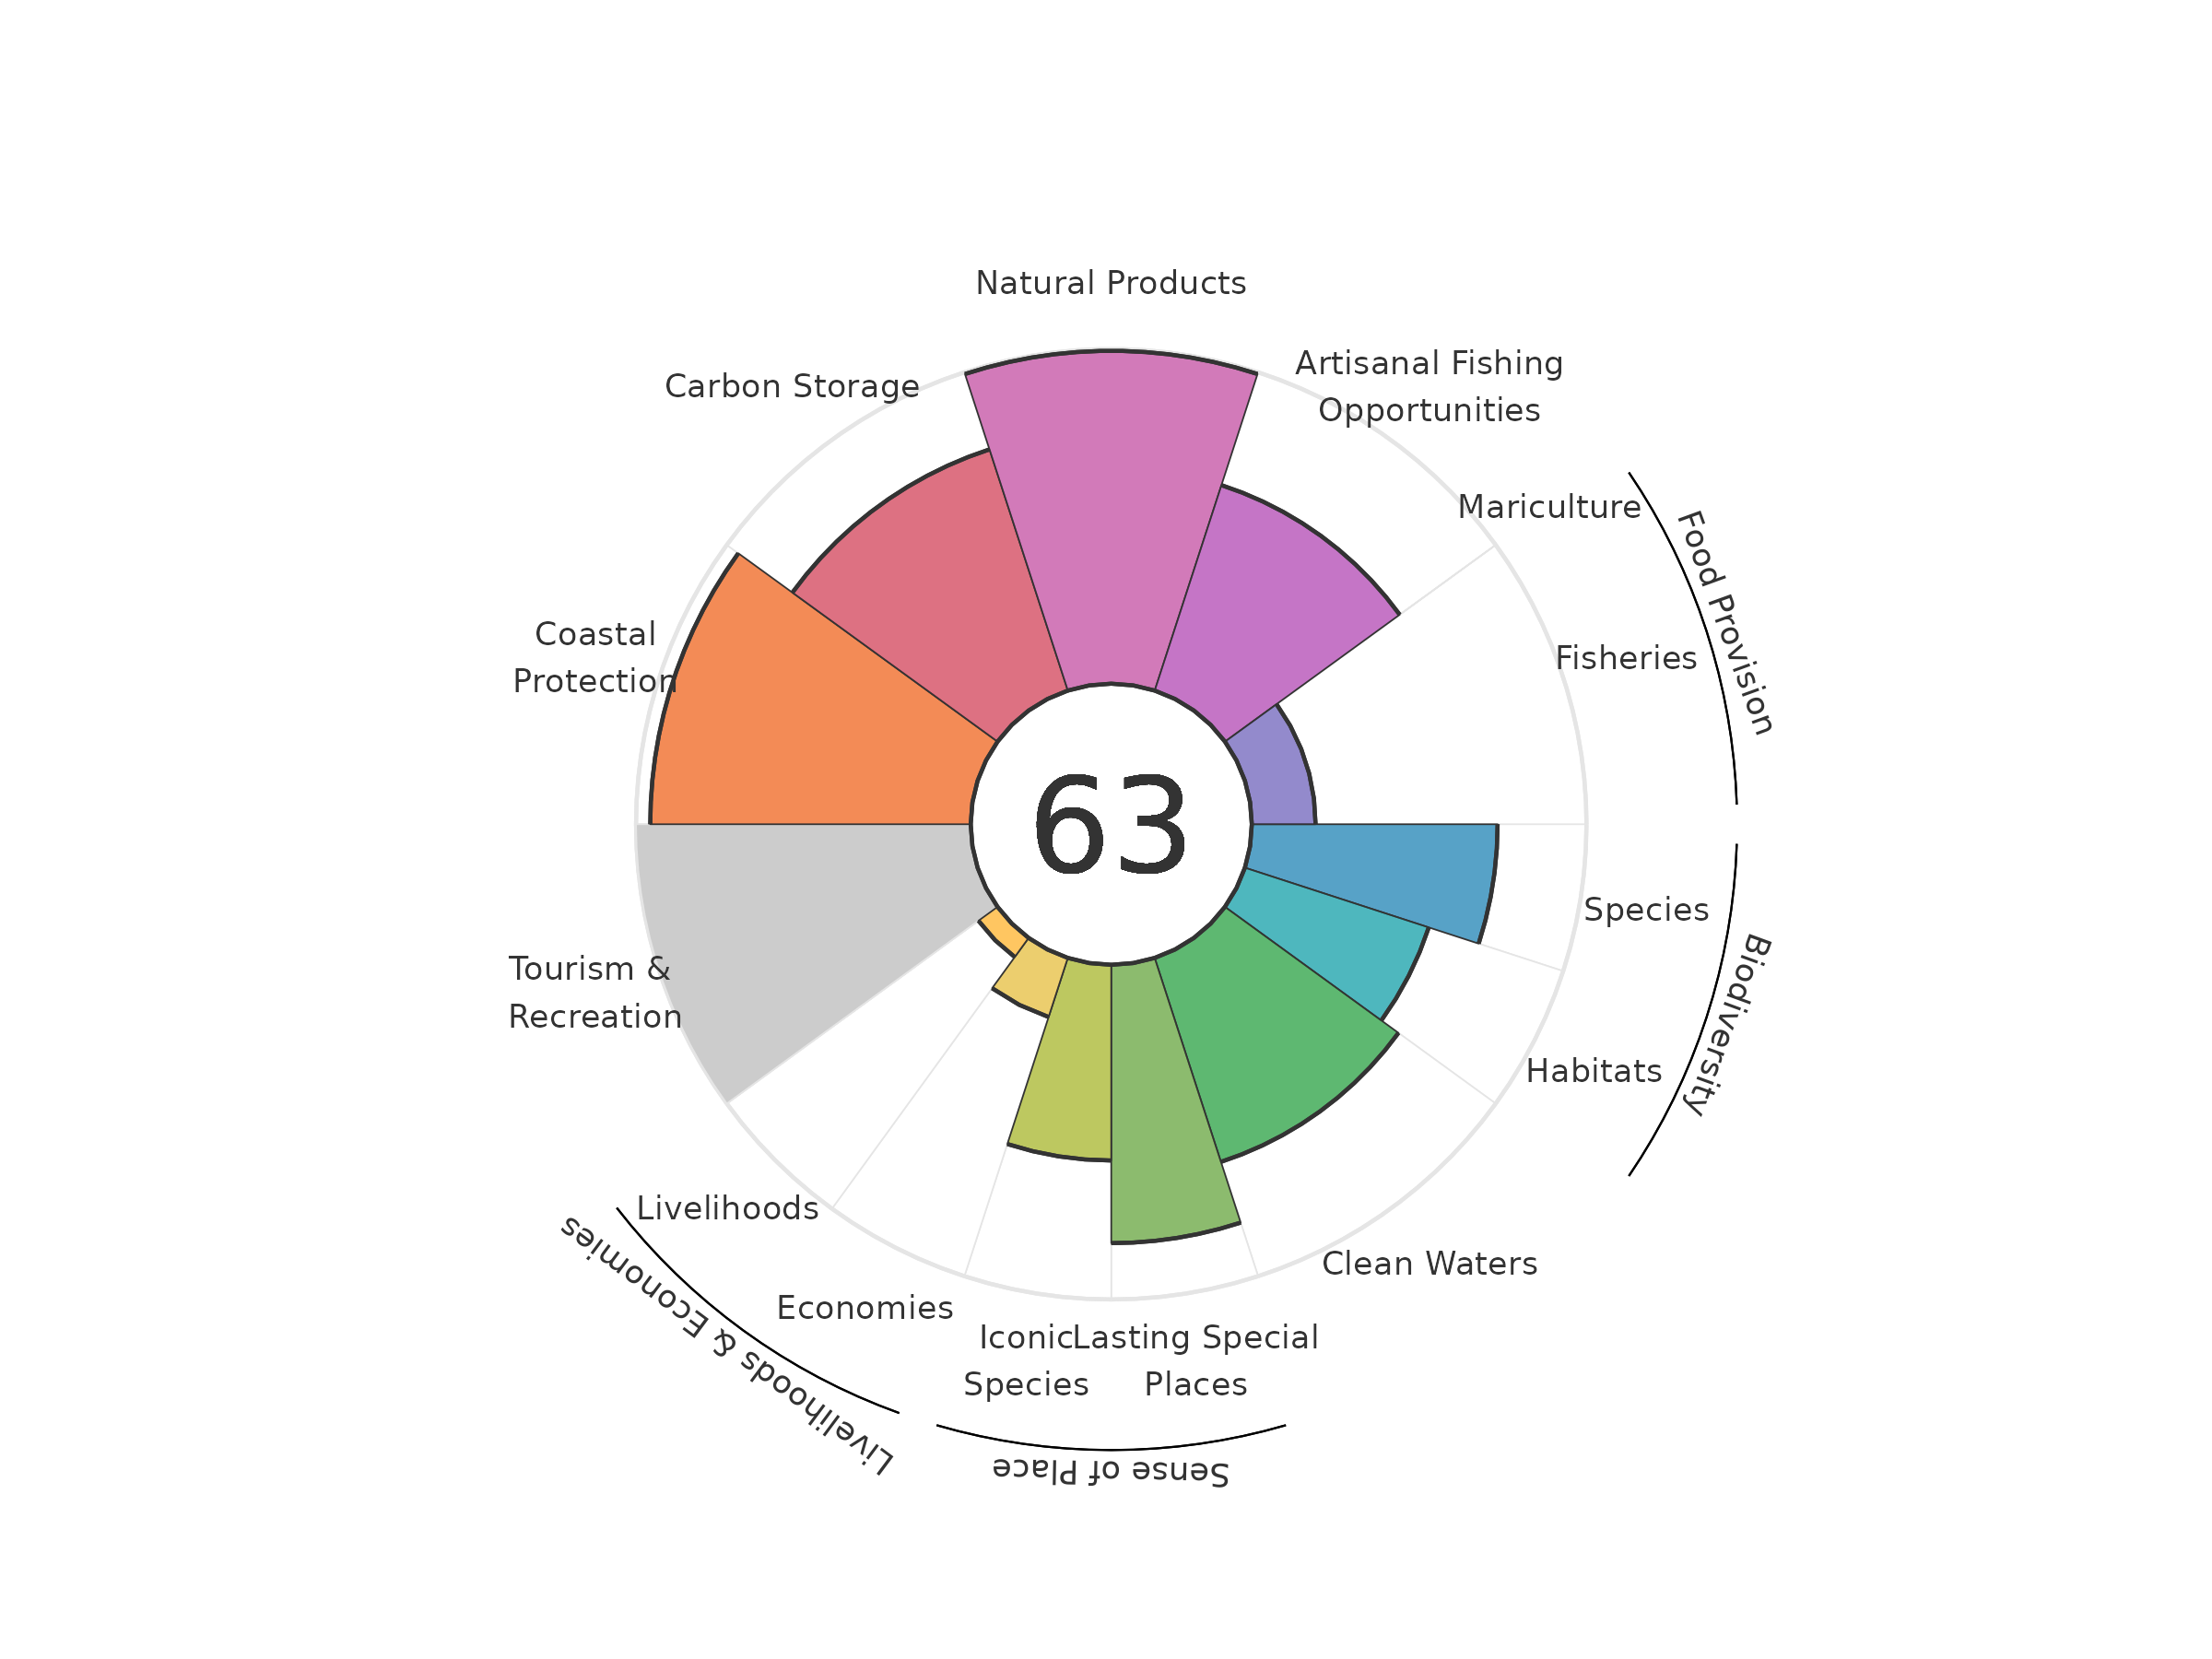 Natural Products
Artisanal Fishing
Opportunities
Carbon Storage
Mariculture
Food Provision
Fisheries
Coastal
Protection
63
Species
Biodiversity
Tourism &
Recreation
Habitats
Livelihoods
Clean Waters
Economies
Livelihoods & Economies
Iconic
Species
Lasting Special
Places
Sense of Place